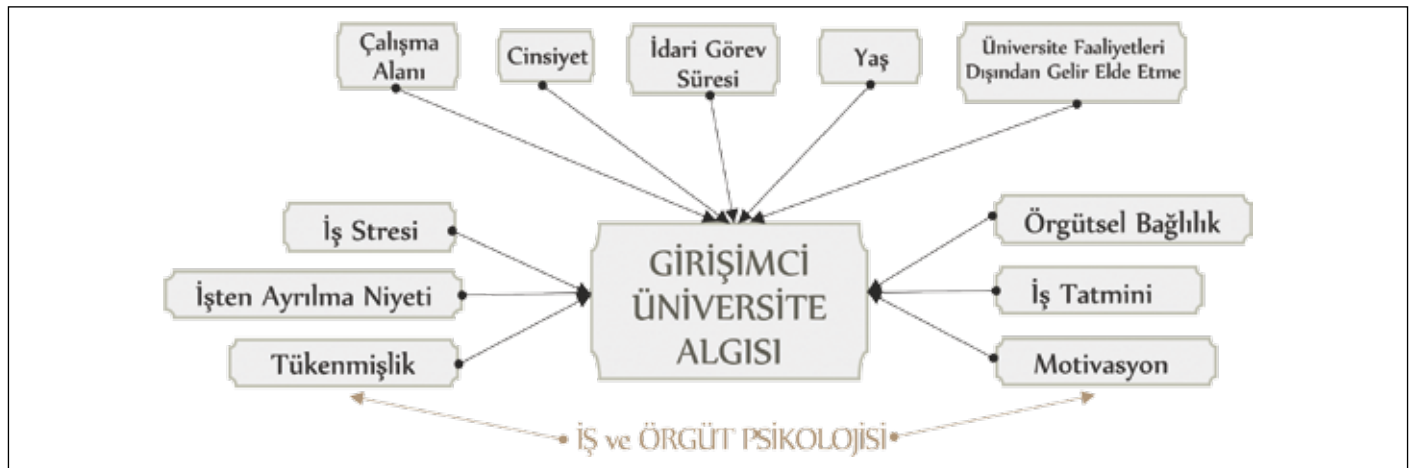 Çalışma
Alanı
Cinsiyet
İdari Görev
Süresi
Yaş
Üniversite Faaliyetleri
Dışından Gelir Elde Etme
İş Stresi
İşten Ayrılma Niyeti
Tükenmişlik
GİRİŞİMCİ
ÜNİVERSİTE
ALGISI
Örgütsel Bağlılık
İş Tatmini
Motivasyon
İŞ ve ÖRGÜT PSİKOLOJİSİ